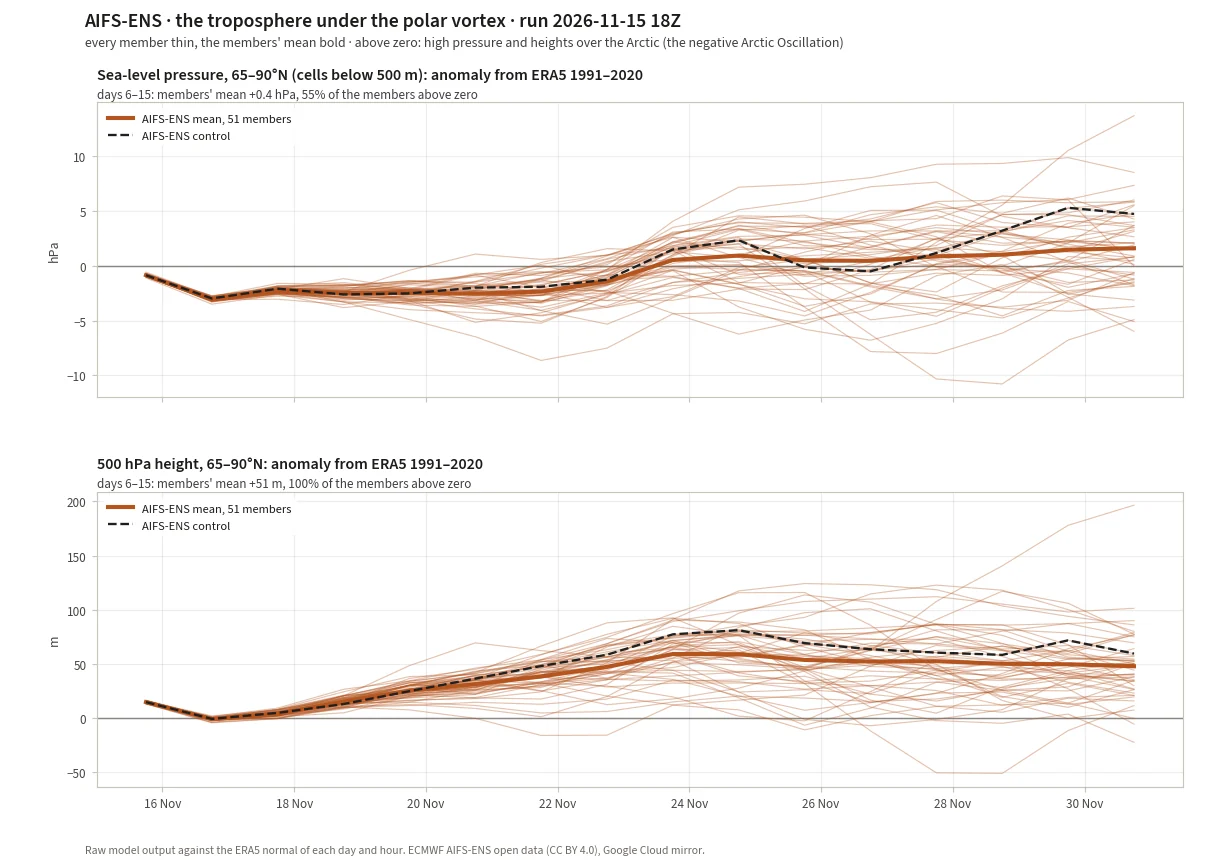 AIFS-ENS · the troposphere under the polar vortex · run 2026-11-15 18Z
every member thin, the members' mean bold · above zero: high pressure and heights over the Arctic (the negative Arctic Oscillation)
Sea-level pressure, 65–90°N (cells below 500 m): anomaly from ERA5 1991–2020
days 6–15: members' mean +0.4 hPa, 55% of the members above zero
AIFS-ENS mean, 51 members
AIFS-ENS control
10
5
0
−5
−10
hPa
500 hPa height, 65–90°N: anomaly from ERA5 1991–2020
days 6–15: members' mean +51 m, 100% of the members above zero
AIFS-ENS mean, 51 members
AIFS-ENS control
200
150
100
50
0
−50
m
16 Nov
18 Nov
20 Nov
22 Nov
24 Nov
26 Nov
28 Nov
30 Nov
Raw model output against the ERA5 normal of each day and hour. ECMWF AIFS-ENS open data (CC BY 4.0), Google Cloud mirror.